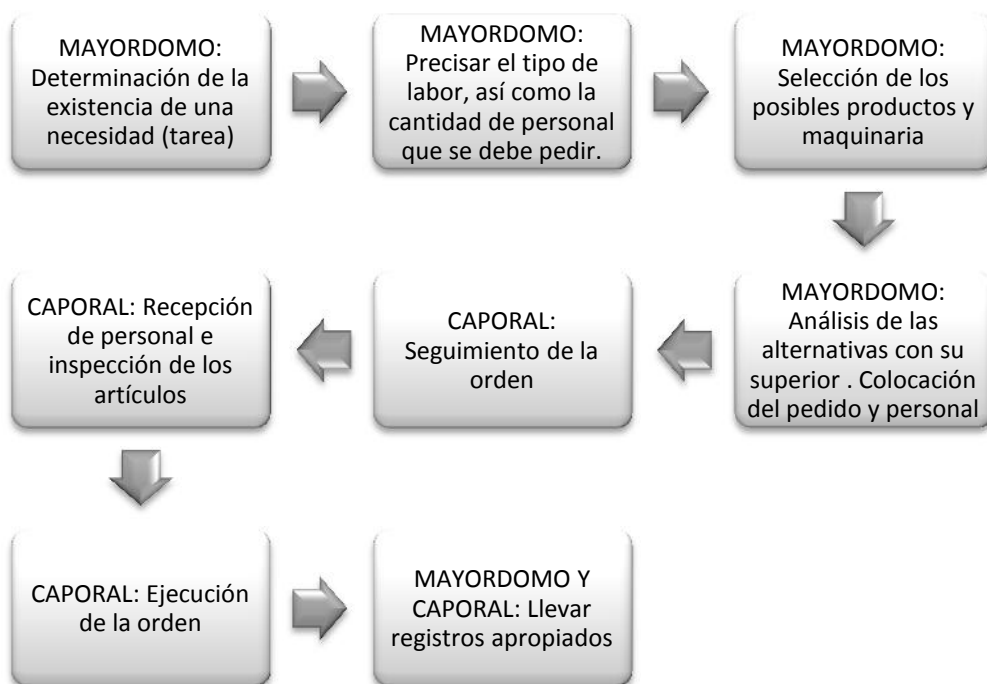 MAYORDOMO:
Determinación de la
existencia de una
necesidad (tarea)
MAYORDOMO:
Precisar el tipo de
labor, así como la
cantidad de personal
que se debe pedir.
MAYORDOMO:
Selección de los
posibles productos y
maquinaria
MAYORDOMO:
Análisis de las
alternativas con su
superior . Colocación
del pedido y personal
CAPORAL:
Seguimiento de la
orden
CAPORAL: Recepción
de personal e
inspección de los
artículos
CAPORAL: Ejecución
de la orden
MAYORDOMO Y
CAPORAL: Llevar
registros apropiados